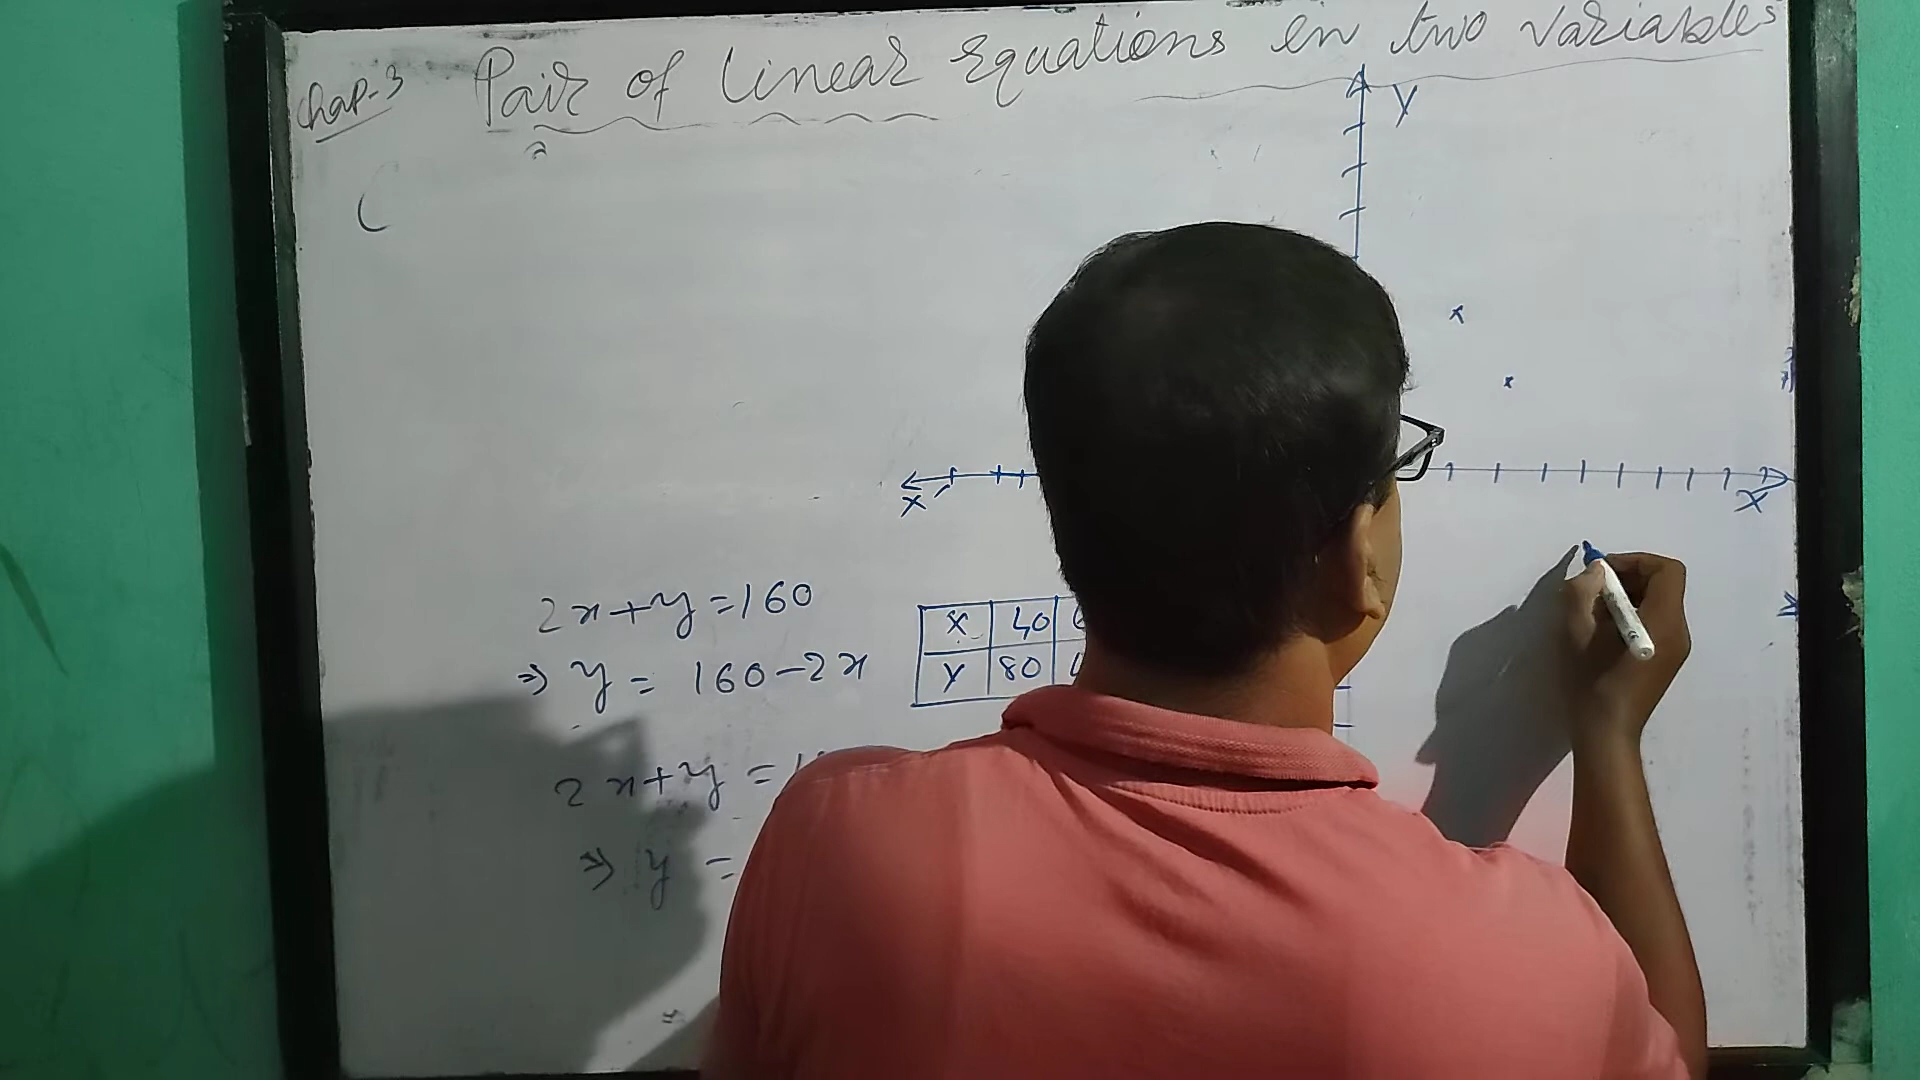 Chap-3 Pair of Linear Equations in two variables
Y
X' X
2x+y=160
⇒ y = 160-2x
X 40
Y 80
2x+y =
⇒ y =